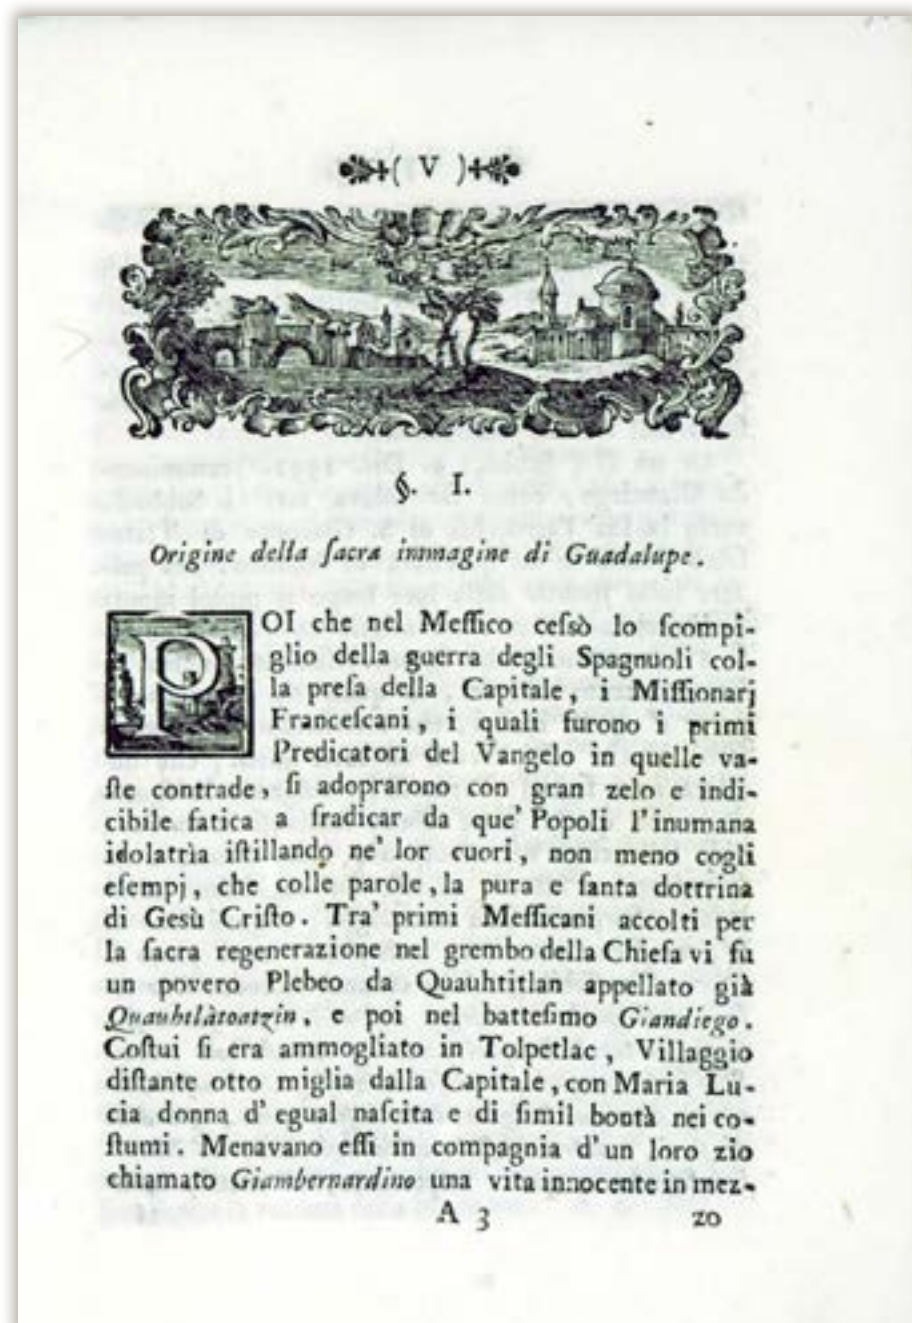 ( V )
§. I.
Origine della ſacra immagine di Guadalupe.
POI che nel Meſſico ceſsò lo ſcompi-
glio della guerra degli Spagnuoli col-
la preſa della Capitale, i Miſſionarj
Franceſcani, i quali furono i primi
Predicatori del Vangelo in quelle va-
ſte contrade, ſi adoprarono con gran zelo e indi-
cibile fatica a ſradicar da que' Popoli l'inumana
idolatrìa iſtillando ne' lor cuori, non meno cogli
eſempj, che colle parole, la pura e ſanta dottrina
di Gesù Criſto. Tra' primi Meſſicani accolti per
la ſacra regenerazione nel grembo della Chieſa vi fù
un povero Plebeo da Quauhtitlan appellato già
Quauhtlàtoatzin, e poi nel batteſimo Giandiego.
Coſtui ſi era ammogliato in Tolpetlac, Villaggio
diſtante otto miglia dalla Capitale, con Maria Lu-
cia donna d'egual naſcita e di ſimil bontà nei co-
ſtumi. Menavano eſſi in compagnia d'un loro zio
chiamato Giambernardino una vita innocente in mez-
A 3 zo